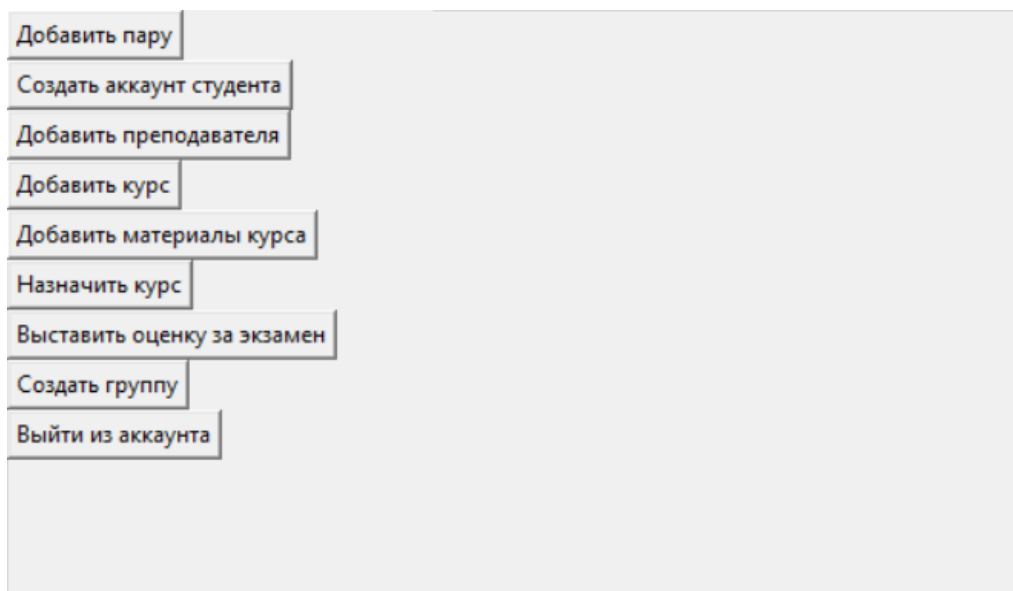 Добавить пару
Создать аккаунт студента
Добавить преподавателя
Добавить курс
Добавить материалы курса
Назначить курс
Выставить оценку за экзамен
Создать группу
Выйти из аккаунта